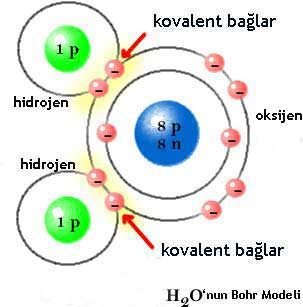 kovalent bağlar
1 p
hidrojen
oksijen
8 p
8 n
hidrojen
1 p
kovalent bağlar
H2O'nun Bohr Modeli